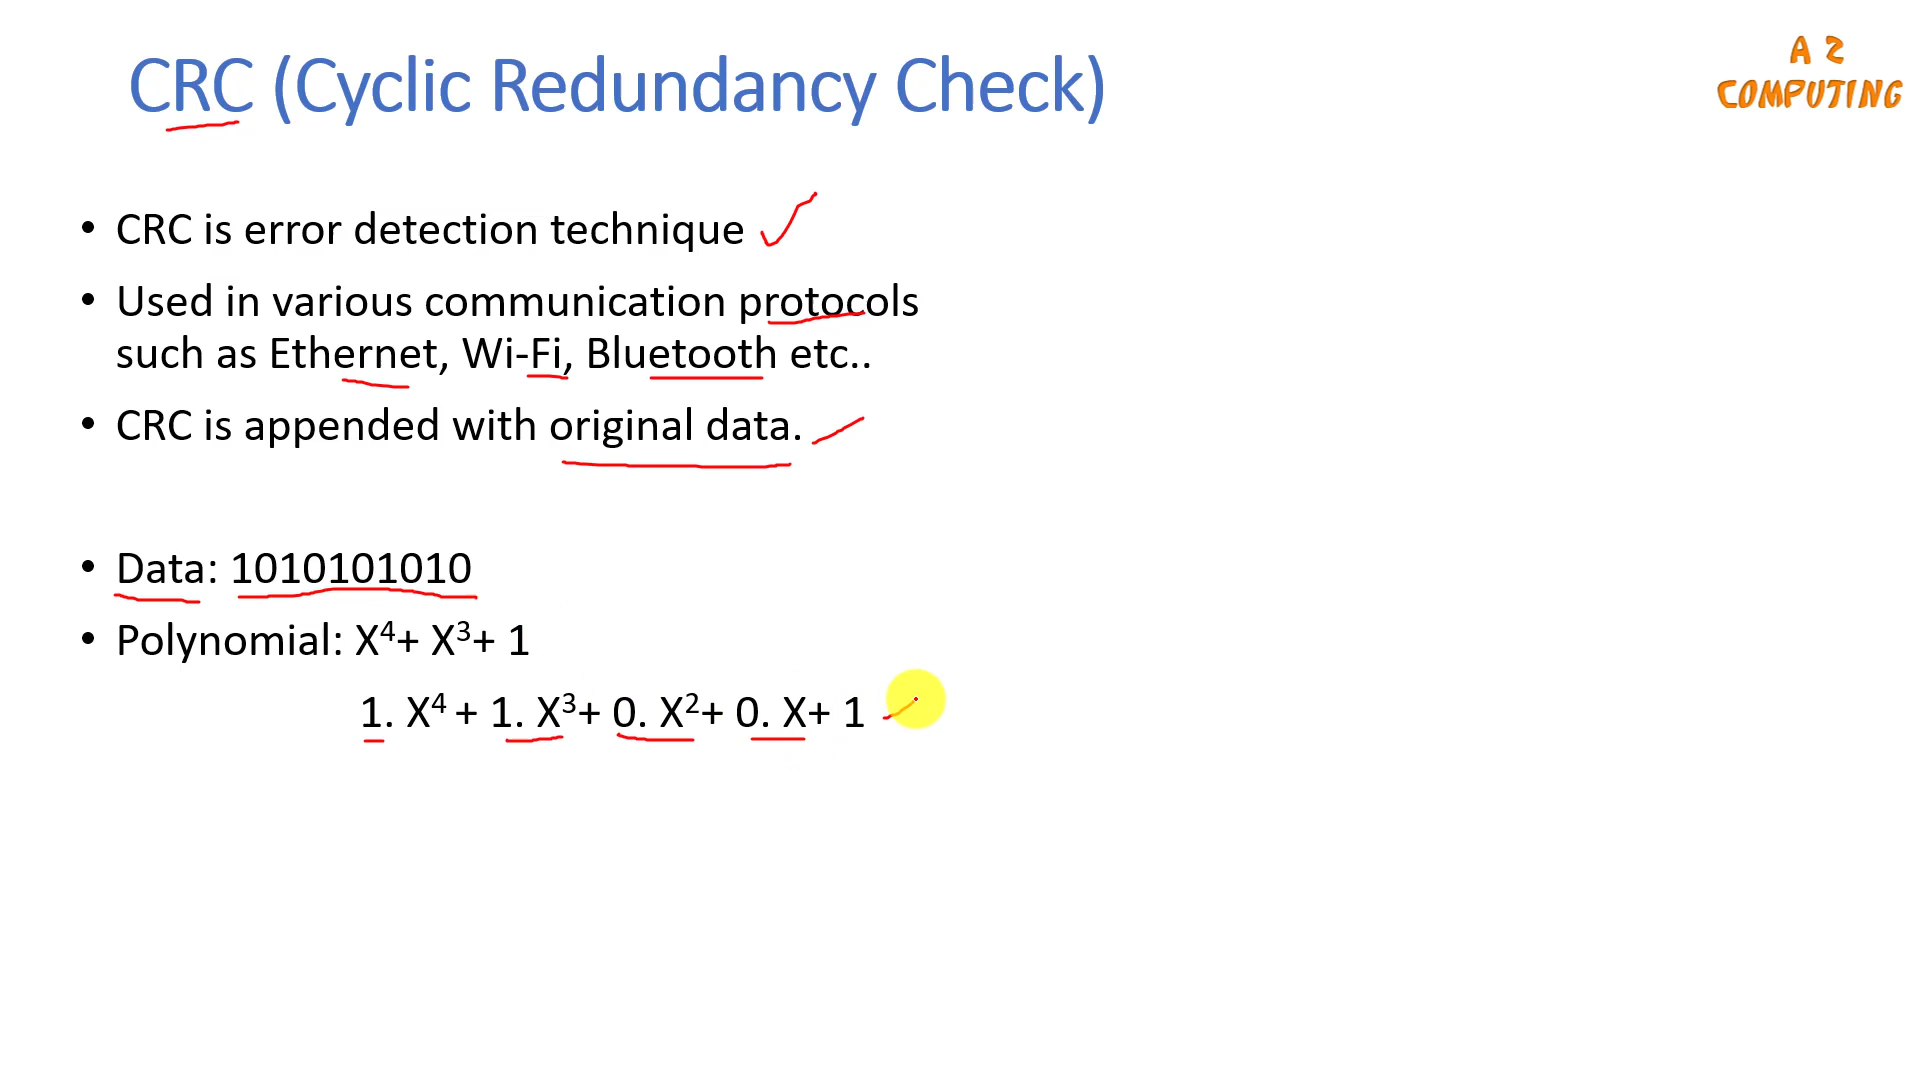 CRC (Cyclic Redundancy Check)
A 2
COMPUTING
• CRC is error detection technique
• Used in various communication protocols
such as Ethernet, Wi-Fi, Bluetooth etc..
• CRC is appended with original data.
• Data: 1010101010
• Polynomial: X⁴+ X³+ 1
1. X⁴ + 1. X³+ 0. X²+ 0. X+ 1